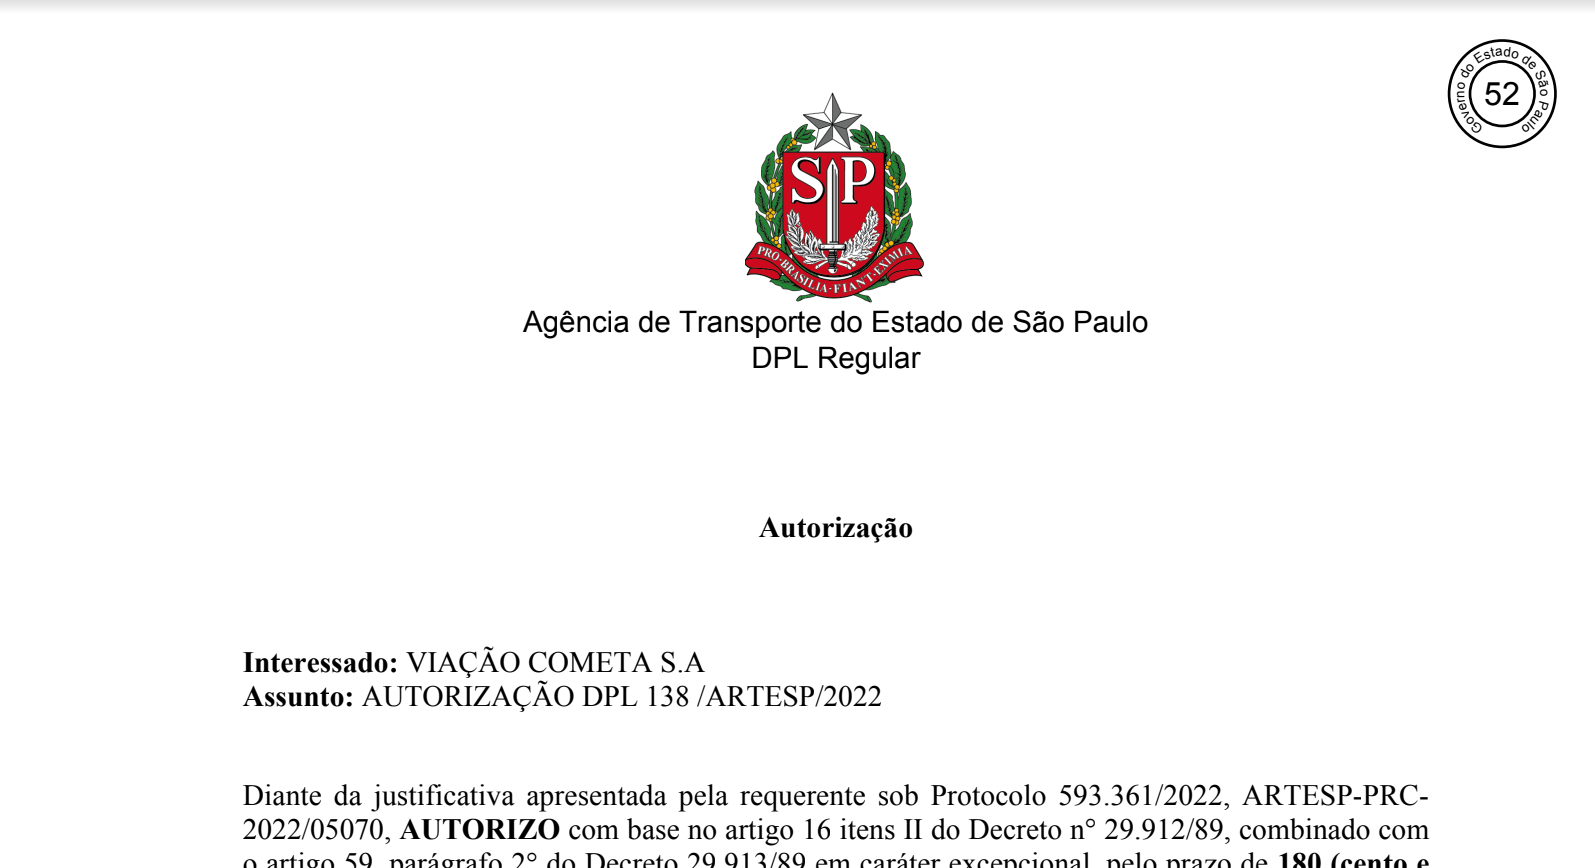 Governo do Estado de São Paulo
52
SP
PRO·BRASILIA·FIANT·EXIMIA
Agência de Transporte do Estado de São Paulo
DPL Regular
Autorização
Interessado: VIAÇÃO COMETA S.A
Assunto: AUTORIZAÇÃO DPL 138 /ARTESP/2022
Diante da justificativa apresentada pela requerente sob Protocolo 593.361/2022, ARTESP-PRC-
2022/05070, AUTORIZO com base no artigo 16 itens II do Decreto n° 29.912/89, combinado com
o artigo 59, parágrafo 2° do Decreto 29.913/89 em caráter excepcional, pelo prazo de 180 (cento e